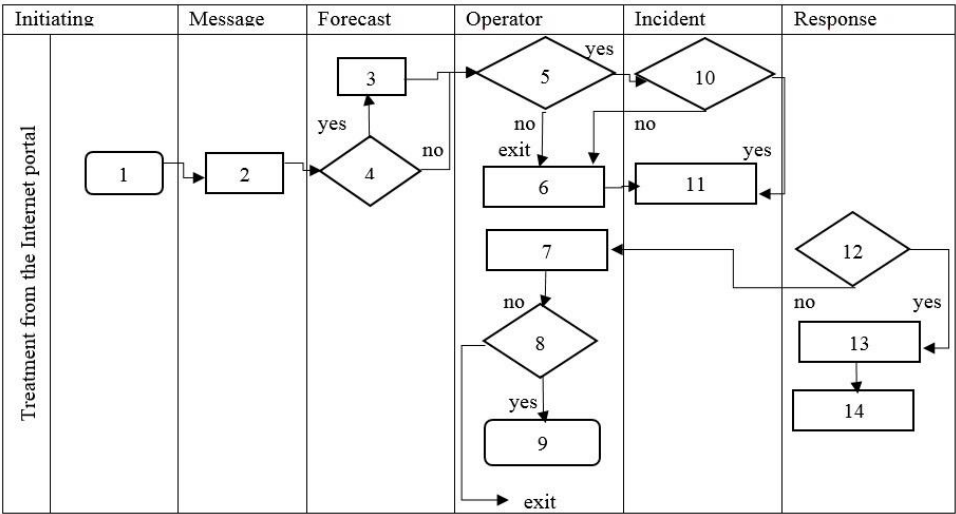 Initiating
Message
Forecast
Operator
Incident
Response
Treatment from the Internet portal
1
2
3
yes
4
no
5
yes
no
exit
6
10
no
yes
11
7
no
8
yes
9
exit
12
no
yes
13
14